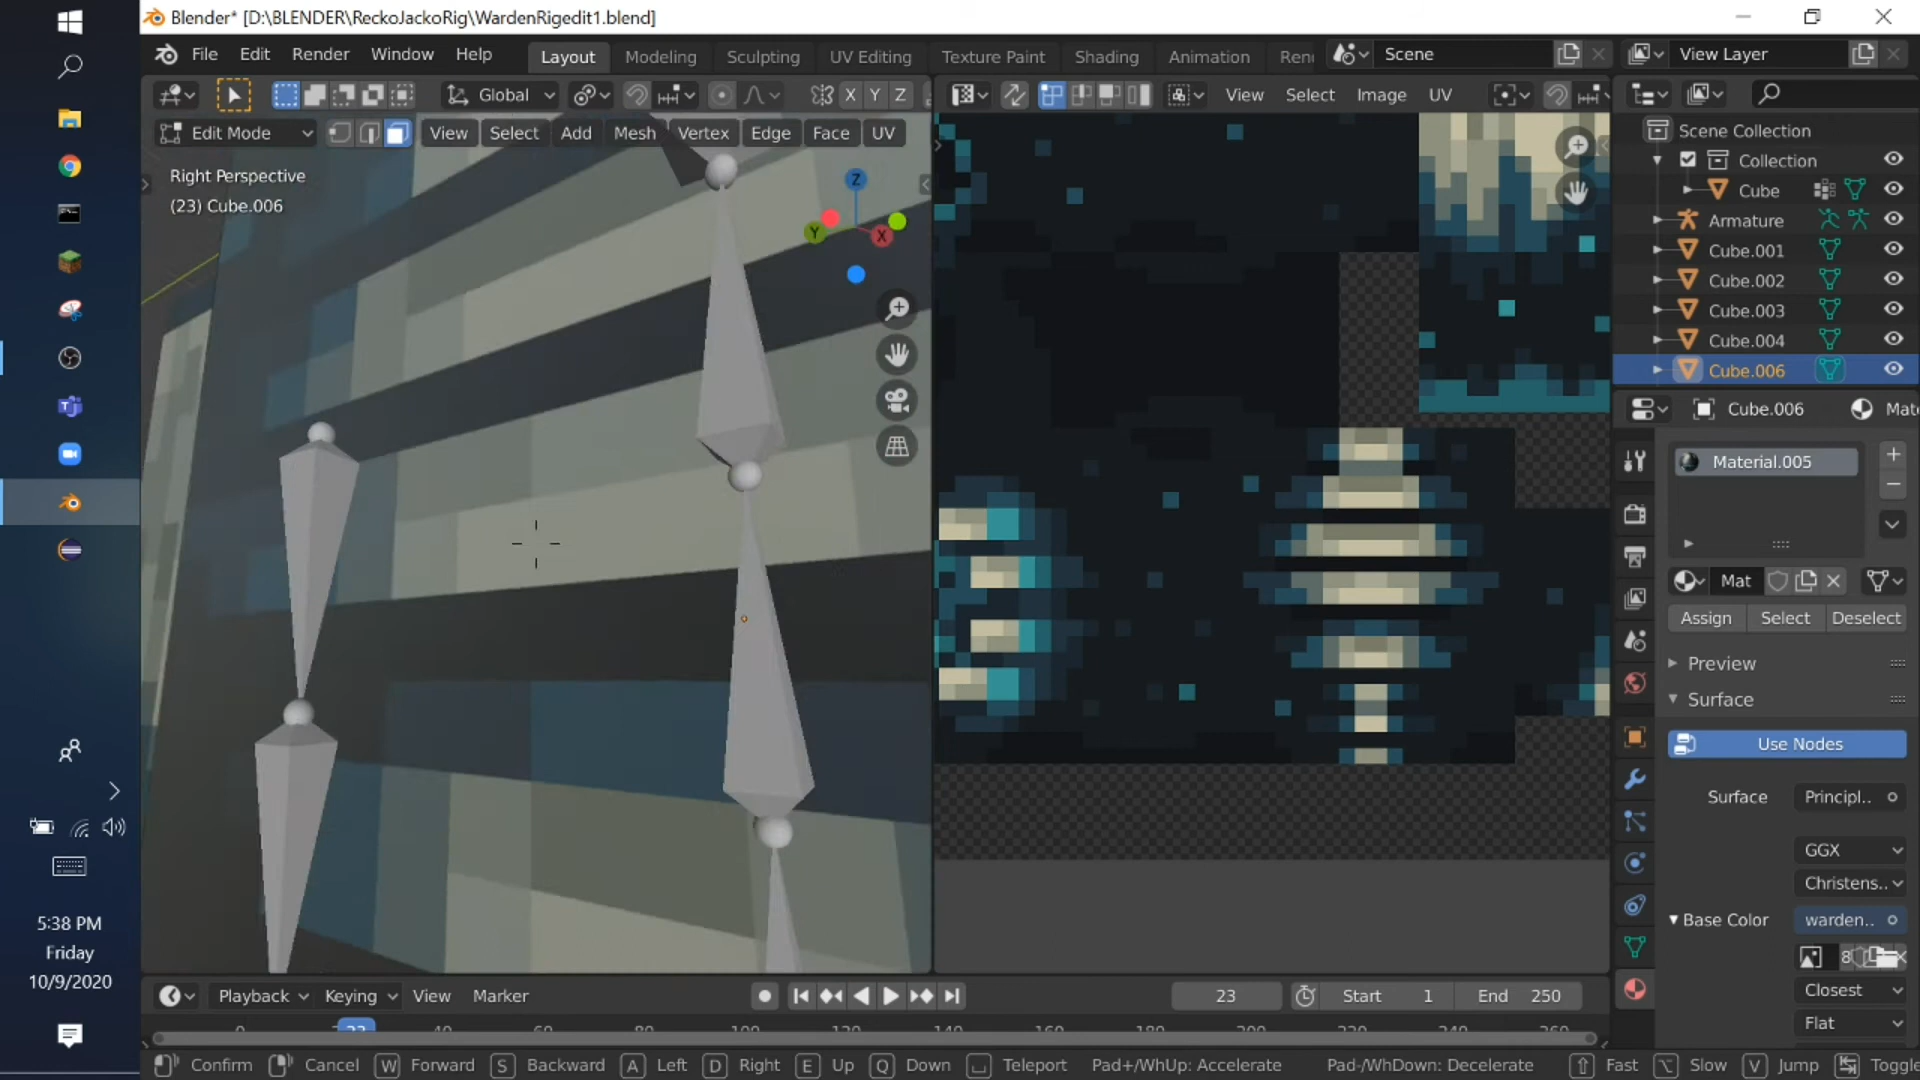 Blender* [D:\BLENDER\ReckoJackoRig\WardenRigedit1.blend]
File Edit Render Window Help Layout Modeling Sculpting UV Editing Texture Paint Shading Animation Scene View Layer
Global X Y Z View Select Image UV
Edit Mode View Select Add Mesh Vertex Edge Face UV
Right Perspective
(23) Cube.006
Z
Y
X
Scene Collection
Collection
Cube
Armature
Cube.001
Cube.002
Cube.003
Cube.004
Cube.006
Cube.006 Mate
Material.005
Mat
Assign Select Deselect
Preview
Surface
Use Nodes
Surface Principl..
GGX
Christens..
Base Color warden..
8
Closest
Flat
5:38 PM
Friday
10/9/2020
Playback Keying View Marker 23 Start 1 End 250
23
Confirm Cancel W Forward S Backward A Left D Right E Up Q Down Teleport Pad+/WhUp: Accelerate Pad-/WhDown: Decelerate Fast Slow V Jump Toggle